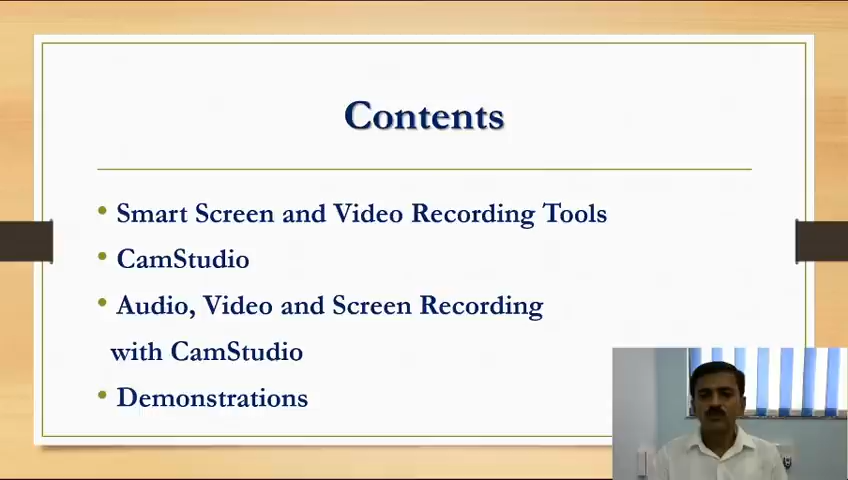 Contents
• Smart Screen and Video Recording Tools
• CamStudio
• Audio, Video and Screen Recording
with CamStudio
• Demonstrations